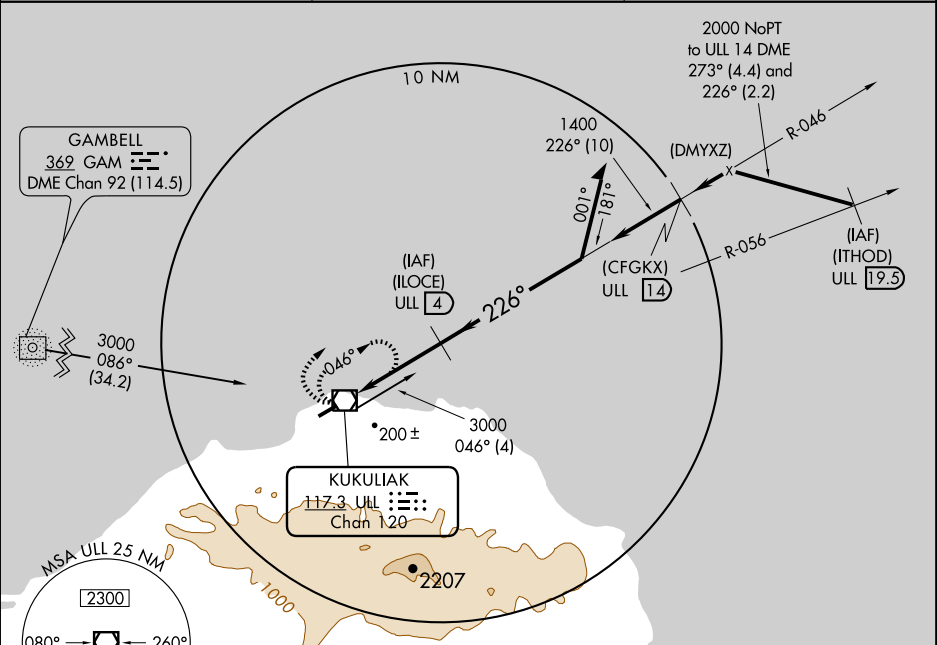 2000 NoPT
to ULL 14 DME
273° (4.4) and
226° (2.2)
10 NM
R-046
GAMBELL
369 GAM
DME Chan 92 (114.5)
1400
226° (10)
(DMYXZ)
X
001°
181°
R-056
(IAF)
(ITHOD)
ULL 19.5
(CFGKX)
ULL 14
(IAF)
(ILOCE)
ULL 4
226°
3000
086°
(34.2)
046°
200±
3000
046° (4)
KUKULIAK
117.3 ULL
Chan 120
MSA ULL 25 NM
2207
1000
2300
080°
260°